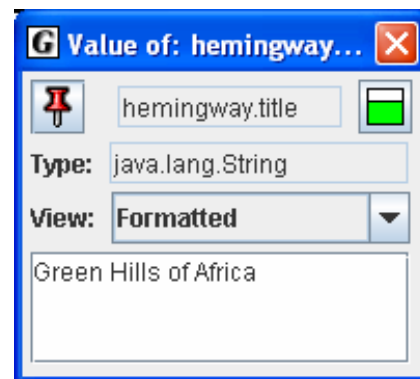 G Value of: hemingway...
hemingway.title
Type: java.lang.String
View: Formatted
Green Hills of Africa